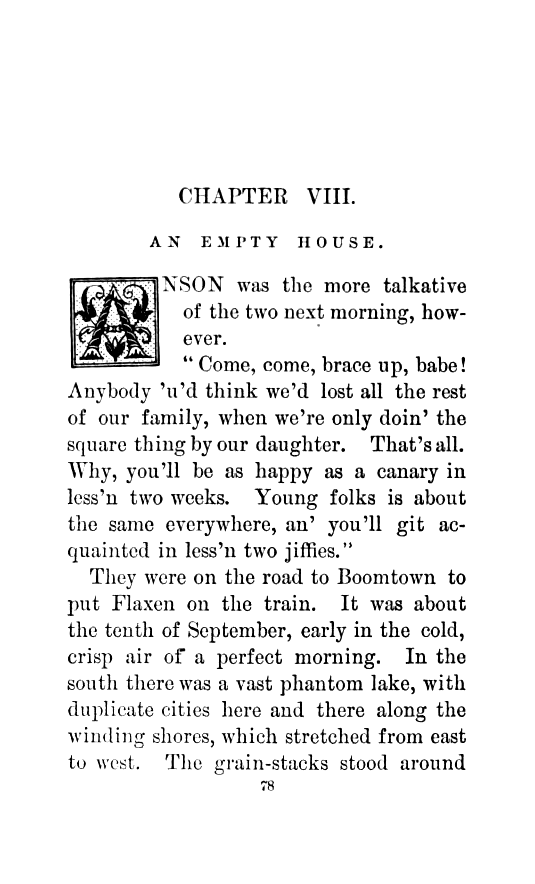 CHAPTER VIII.
AN EMPTY HOUSE.
ANSON was the more talkative
of the two next morning, how-
ever.
"Come, come, brace up, babe!
Anybody 'u'd think we'd lost all the rest
of our family, when we're only doin' the
square thing by our daughter. That's all.
Why, you'll be as happy as a canary in
less'n two weeks. Young folks is about
the same everywhere, an' you'll git ac-
quainted in less'n two jiffies."
They were on the road to Boomtown to
put Flaxen on the train. It was about
the tenth of September, early in the cold,
crisp air of a perfect morning. In the
south there was a vast phantom lake, with
duplicate cities here and there along the
winding shores, which stretched from east
to west. The grain-stacks stood around
78